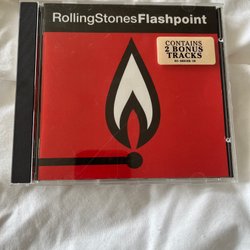 RollingStonesFlashpoint
CONTAINS
2 BONUS
TRACKS